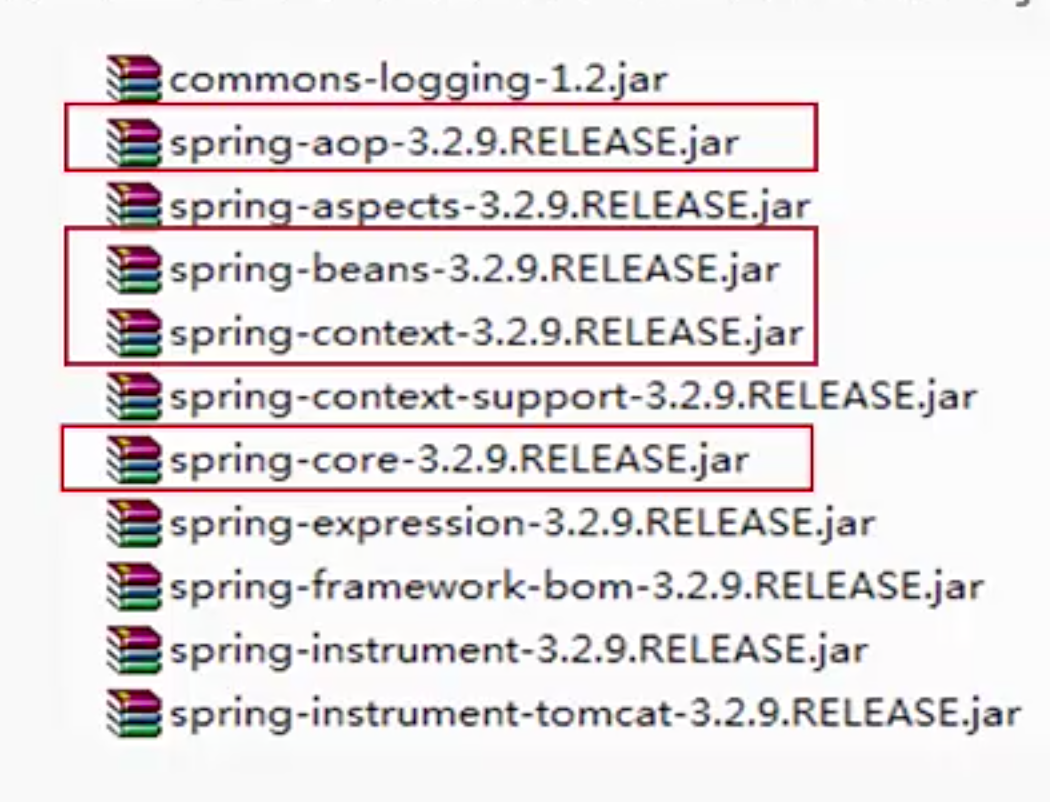 commons-logging-1.2.jar
spring-aop-3.2.9.RELEASE.jar
spring-aspects-3.2.9.RELEASE.jar
spring-beans-3.2.9.RELEASE.jar
spring-context-3.2.9.RELEASE.jar
spring-context-support-3.2.9.RELEASE.jar
spring-core-3.2.9.RELEASE.jar
spring-expression-3.2.9.RELEASE.jar
spring-framework-bom-3.2.9.RELEASE.jar
spring-instrument-3.2.9.RELEASE.jar
spring-instrument-tomcat-3.2.9.RELEASE.jar